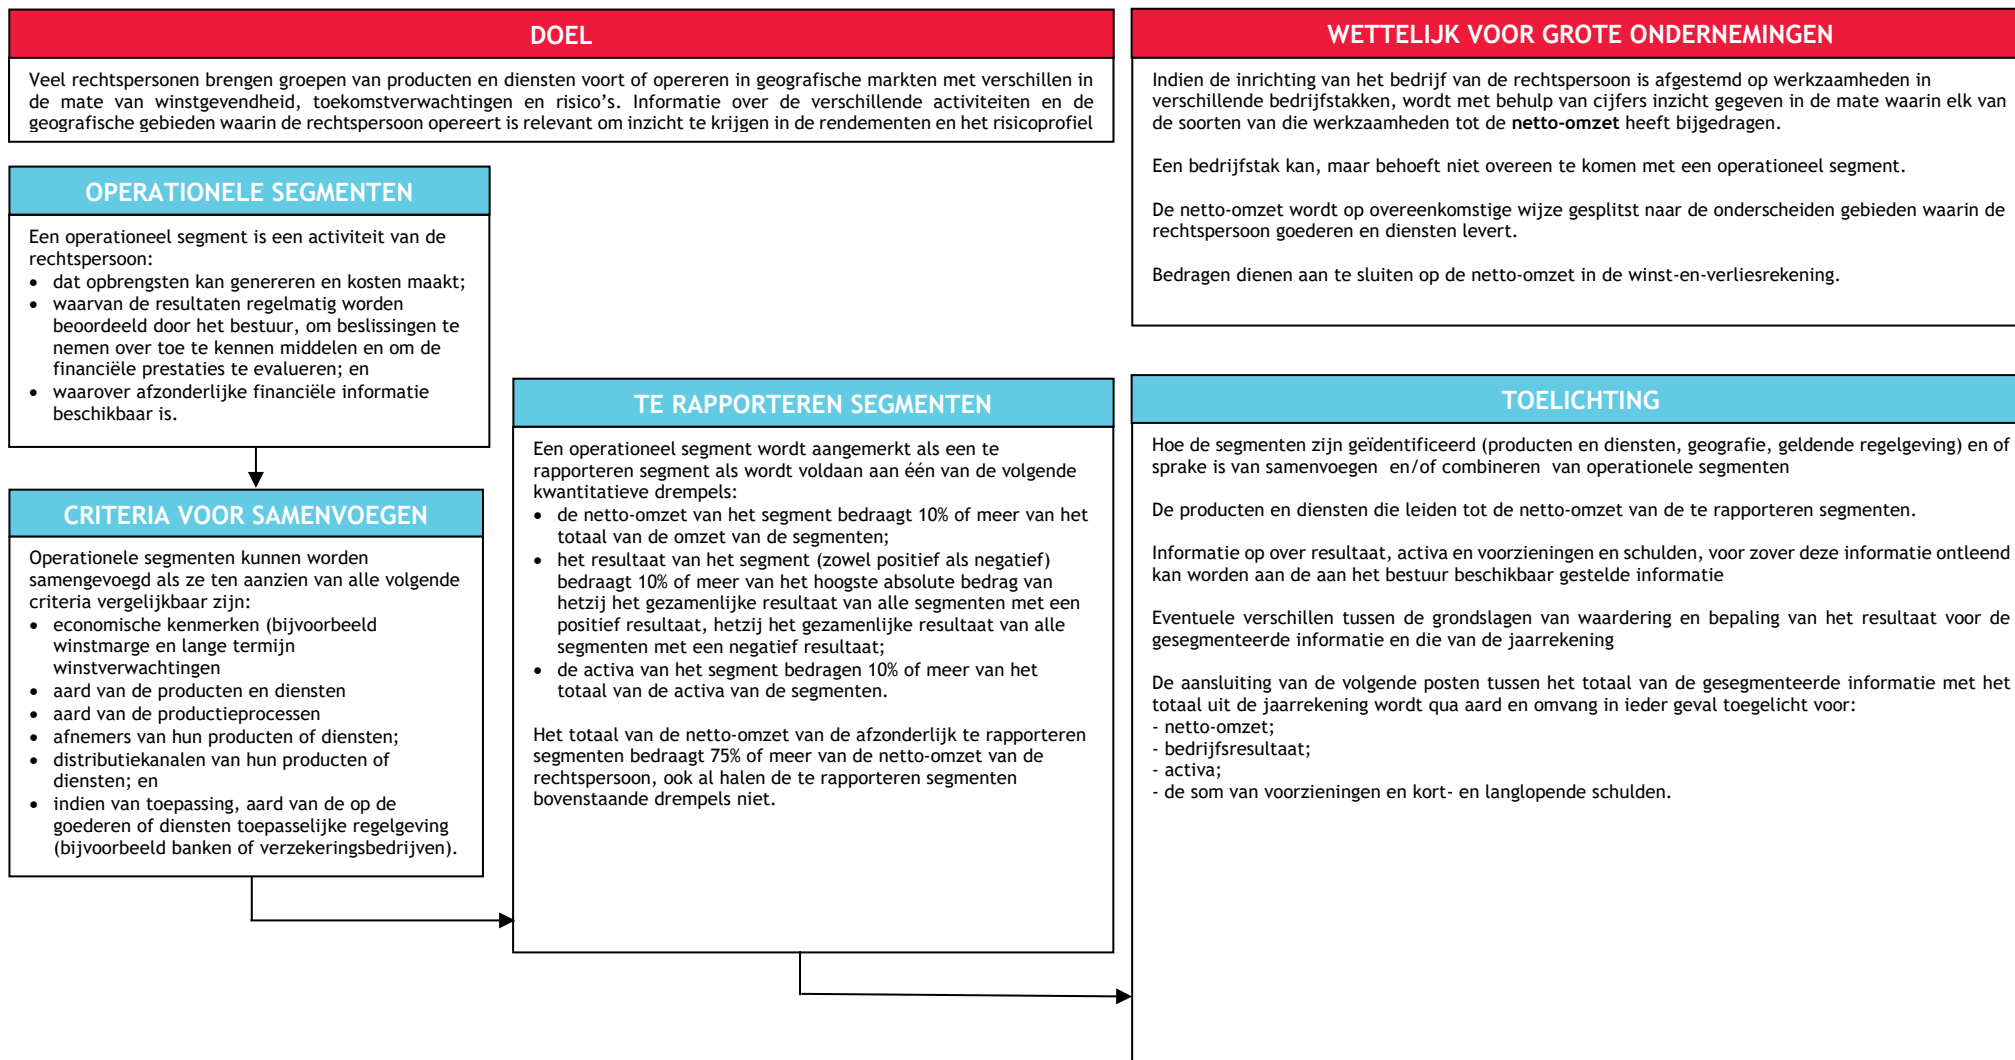 DOEL
Veel rechtspersonen brengen groepen van producten en diensten voort of opereren in geografische markten met verschillen in
de mate van winstgevendheid, toekomstverwachtingen en risico’s. Informatie over de verschillende activiteiten en de
geografische gebieden waarin de rechtspersoon opereert is relevant om inzicht te krijgen in de rendementen en het risicoprofiel
WETTELIJK VOOR GROTE ONDERNEMINGEN
Indien de inrichting van het bedrijf van de rechtspersoon is afgestemd op werkzaamheden in
verschillende bedrijfstakken, wordt met behulp van cijfers inzicht gegeven in de mate waarin elk van
de soorten van die werkzaamheden tot de netto-omzet heeft bijgedragen.
Een bedrijfstak kan, maar behoeft niet overeen te komen met een operationeel segment.
De netto-omzet wordt op overeenkomstige wijze gesplitst naar de onderscheiden gebieden waarin de
rechtspersoon goederen en diensten levert.
Bedragen dienen aan te sluiten op de netto-omzet in de winst-en-verliesrekening.
OPERATIONELE SEGMENTEN
Een operationeel segment is een activiteit van de
rechtspersoon:
• dat opbrengsten kan genereren en kosten maakt;
• waarvan de resultaten regelmatig worden
beoordeeld door het bestuur, om beslissingen te
nemen over toe te kennen middelen en om de
financiële prestaties te evalueren; en
• waarover afzonderlijke financiële informatie
beschikbaar is.
CRITERIA VOOR SAMENVOEGEN
Operationele segmenten kunnen worden
samengevoegd als ze ten aanzien van alle volgende
criteria vergelijkbaar zijn:
• economische kenmerken (bijvoorbeeld
winstmarge en lange termijn
winstverwachtingen
• aard van de producten en diensten
• aard van de productieprocessen
• afnemers van hun producten of diensten;
• distributiekanalen van hun producten of
diensten; en
• indien van toepassing, aard van de op de
goederen of diensten toepasselijke regelgeving
(bijvoorbeeld banken of verzekeringsbedrijven).
TE RAPPORTEREN SEGMENTEN
Een operationeel segment wordt aangemerkt als een te
rapporteren segment als wordt voldaan aan één van de volgende
kwantitatieve drempels:
• de netto-omzet van het segment bedraagt 10% of meer van het
totaal van de omzet van de segmenten;
• het resultaat van het segment (zowel positief als negatief)
bedraagt 10% of meer van het hoogste absolute bedrag van
hetzij het gezamenlijke resultaat van alle segmenten met een
positief resultaat, hetzij het gezamenlijke resultaat van alle
segmenten met een negatief resultaat;
• de activa van het segment bedragen 10% of meer van het
totaal van de activa van de segmenten.
Het totaal van de netto-omzet van de afzonderlijk te rapporteren
segmenten bedraagt 75% of meer van de netto-omzet van de
rechtspersoon, ook al halen de te rapporteren segmenten
bovenstaande drempels niet.
TOELICHTING
Hoe de segmenten zijn geïdentificeerd (producten en diensten, geografie, geldende regelgeving) en of
sprake is van samenvoegen en/of combineren van operationele segmenten
De producten en diensten die leiden tot de netto-omzet van de te rapporteren segmenten.
Informatie op over resultaat, activa en voorzieningen en schulden, voor zover deze informatie ontleend
kan worden aan de aan het bestuur beschikbaar gestelde informatie
Eventuele verschillen tussen de grondslagen van waardering en bepaling van het resultaat voor de
gesegmenteerde informatie en die van de jaarrekening
De aansluiting van de volgende posten tussen het totaal van de gesegmenteerde informatie met het
totaal uit de jaarrekening wordt qua aard en omvang in ieder geval toegelicht voor:
- netto-omzet;
- bedrijfsresultaat;
- activa;
- de som van voorzieningen en kort- en langlopende schulden.